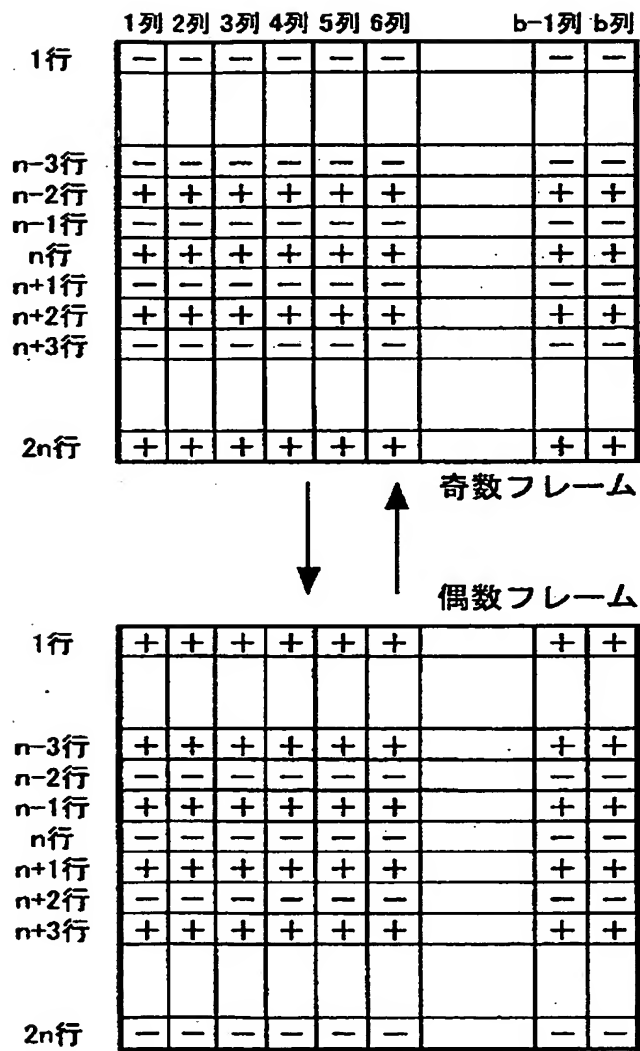 1列 2列 3列 4列 5列 6列 b-1列 b列
1行 − − − − − − − −
n-3行 − − − − − − − −
n-2行 + + + + + + + +
n-1行 − − − − − − − −
n行 + + + + + + + +
n+1行 − − − − − − − −
n+2行 + + + + + + + +
n+3行 − − − − − − − −
2n行 + + + + + + + +
奇数フレーム
偶数フレーム
1行 + + + + + + + +
n-3行 + + + + + + + +
n-2行 − − − − − − − −
n-1行 + + + + + + + +
n行 − − − − − − − −
n+1行 + + + + + + + +
n+2行 − − − − − − − −
n+3行 + + + + + + + +
2n行 − − − − − − − −